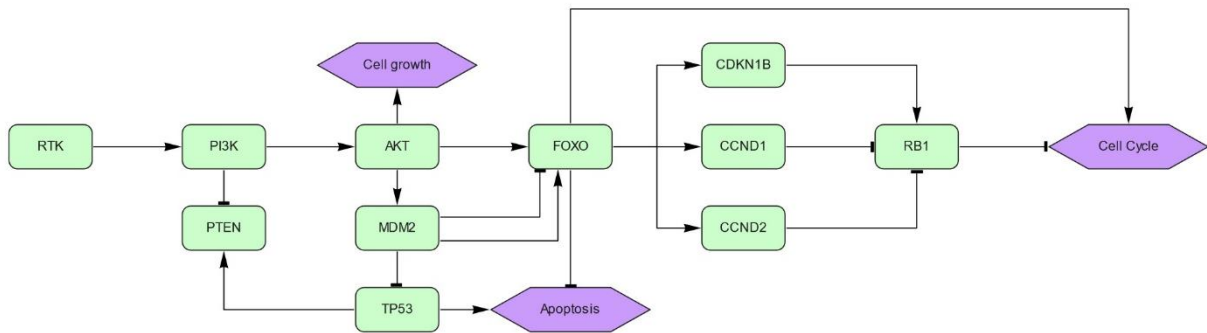 Cell growth
CDKN1B
RTK
PI3K
AKT
FOXO
CCND1
RB1
Cell Cycle
PTEN
MDM2
CCND2
TP53
Apoptosis